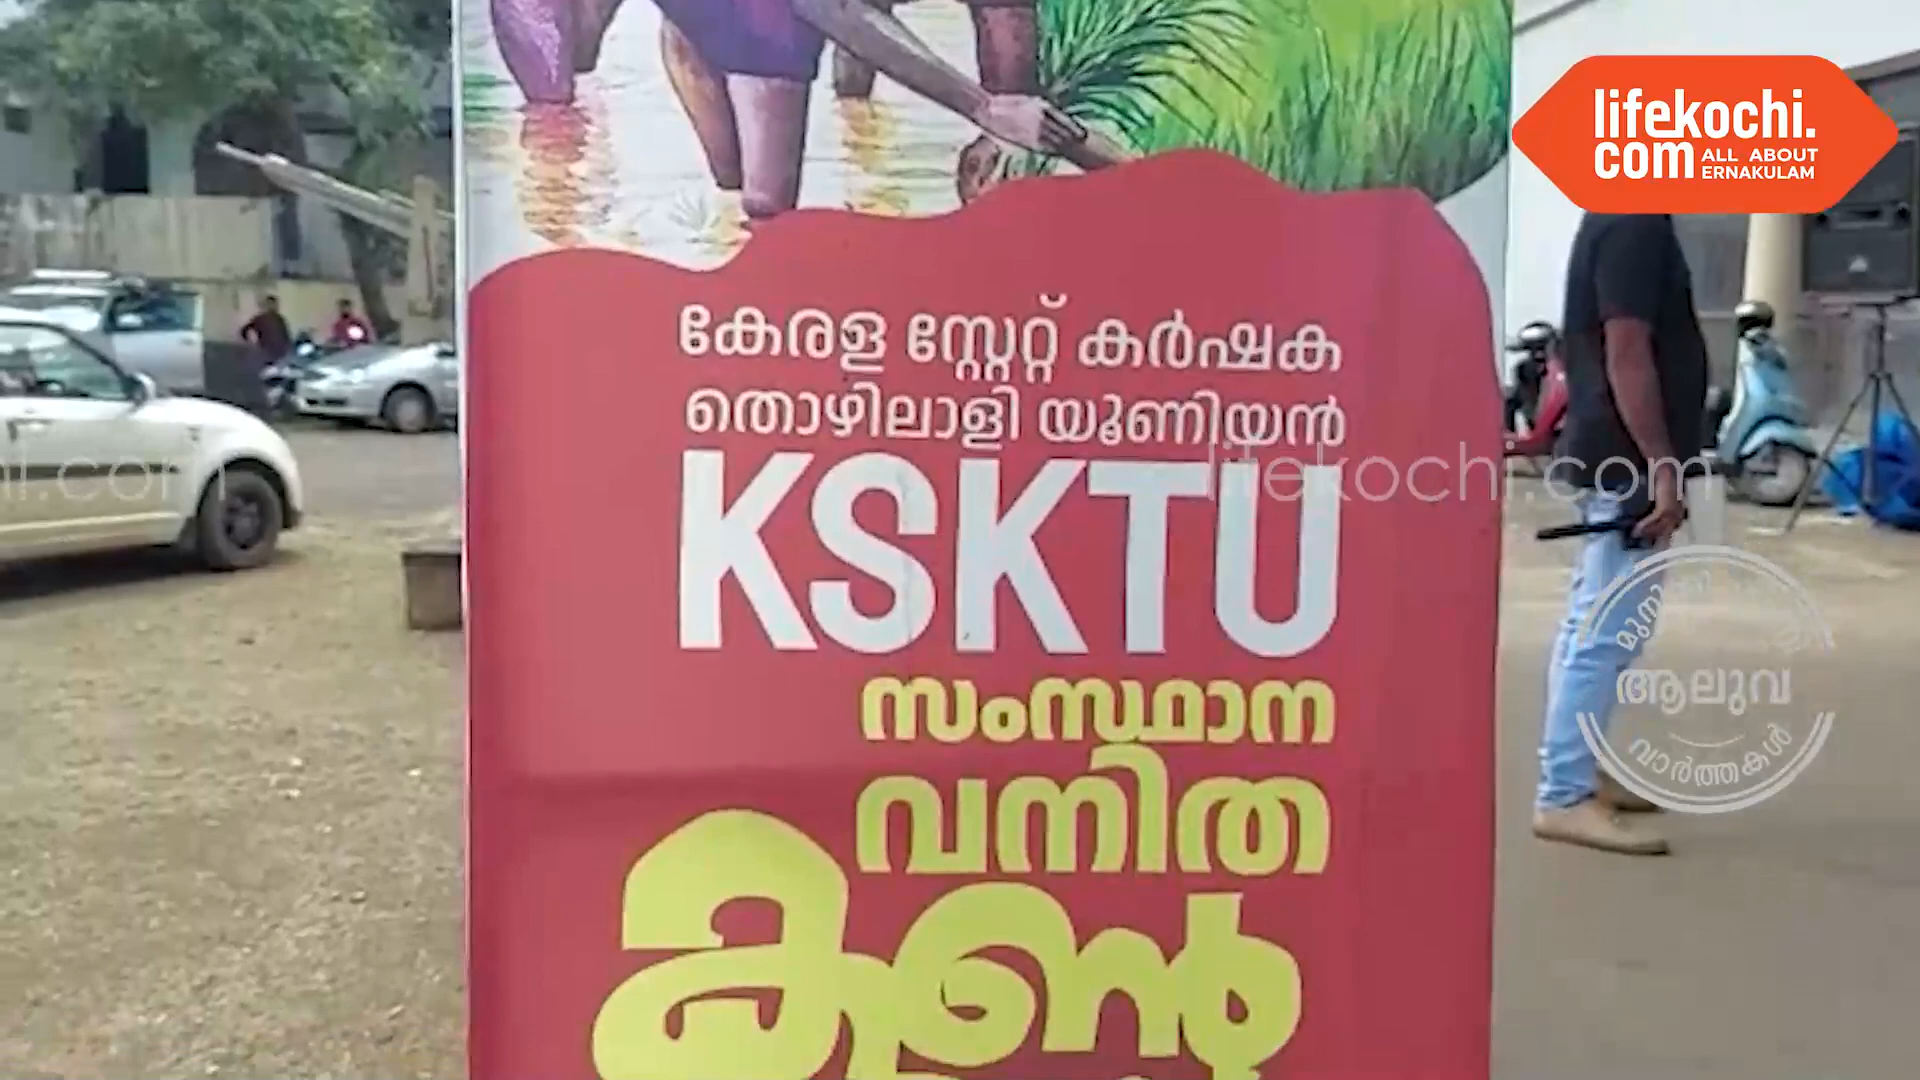 lifekochi.
com ALL ABOUT
ERNAKULAM
കേരള സ്റ്റേറ്റ് കർഷക
തൊഴിലാളി യൂണിയൻ
KSKTU
lifekochi.com
സംസ്ഥാന
വനിത
ആലുവ
വാർത്തകൾ